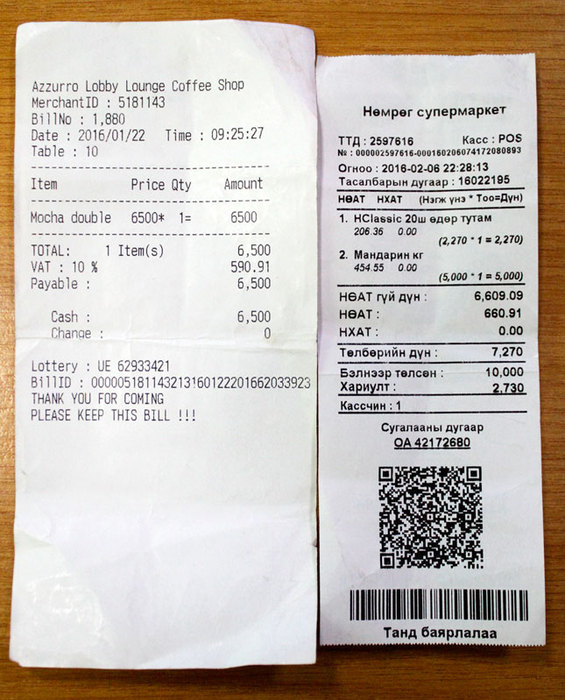 Azzurro Lobby Lounge Coffee Shop
MerchantID : 5181143
BillNo : 1,880
Date : 2016/01/22 Time : 09:25:27
Table : 10
Item Price Qty Amount
Mocha double 6500* 1= 6500
TOTAL: 1 Item(s) 6,500
VAT : 10 % 590.91
Payable : 6,500
Cash : 6,500
Change : 0
Lottery : UE 62933421
BillID : 000005181143213160122201662033923
THANK YOU FOR COMING
PLEASE KEEP THIS BILL !!!
Нөмрөг супермаркет
ТТД : 2597616 Касс : POS
№ : 000002597616-000160206074172080893
Огноо : 2016-02-06 22:28:13
Тасалбарын дугаар : 16022195
НӨАТ НХАТ (Нэгж үнэ * Тоо=Дүн)
1. HClassic 20ш өдөр тутам
206.36 0.00
(2,270 * 1 = 2,270)
2. Мандарин кг
454.55 0.00
(5,000 * 1 = 5,000)
НӨАТ гүй дүн : 6,609.09
НӨАТ : 660.91
НХАТ : 0.00
Төлбөрийн дүн : 7,270
Бэлнээр төлсөн : 10,000
Хариулт : 2,730
Кассчин : 1
Сугалааны дугаар
OA 42172680
Танд баярлалаа